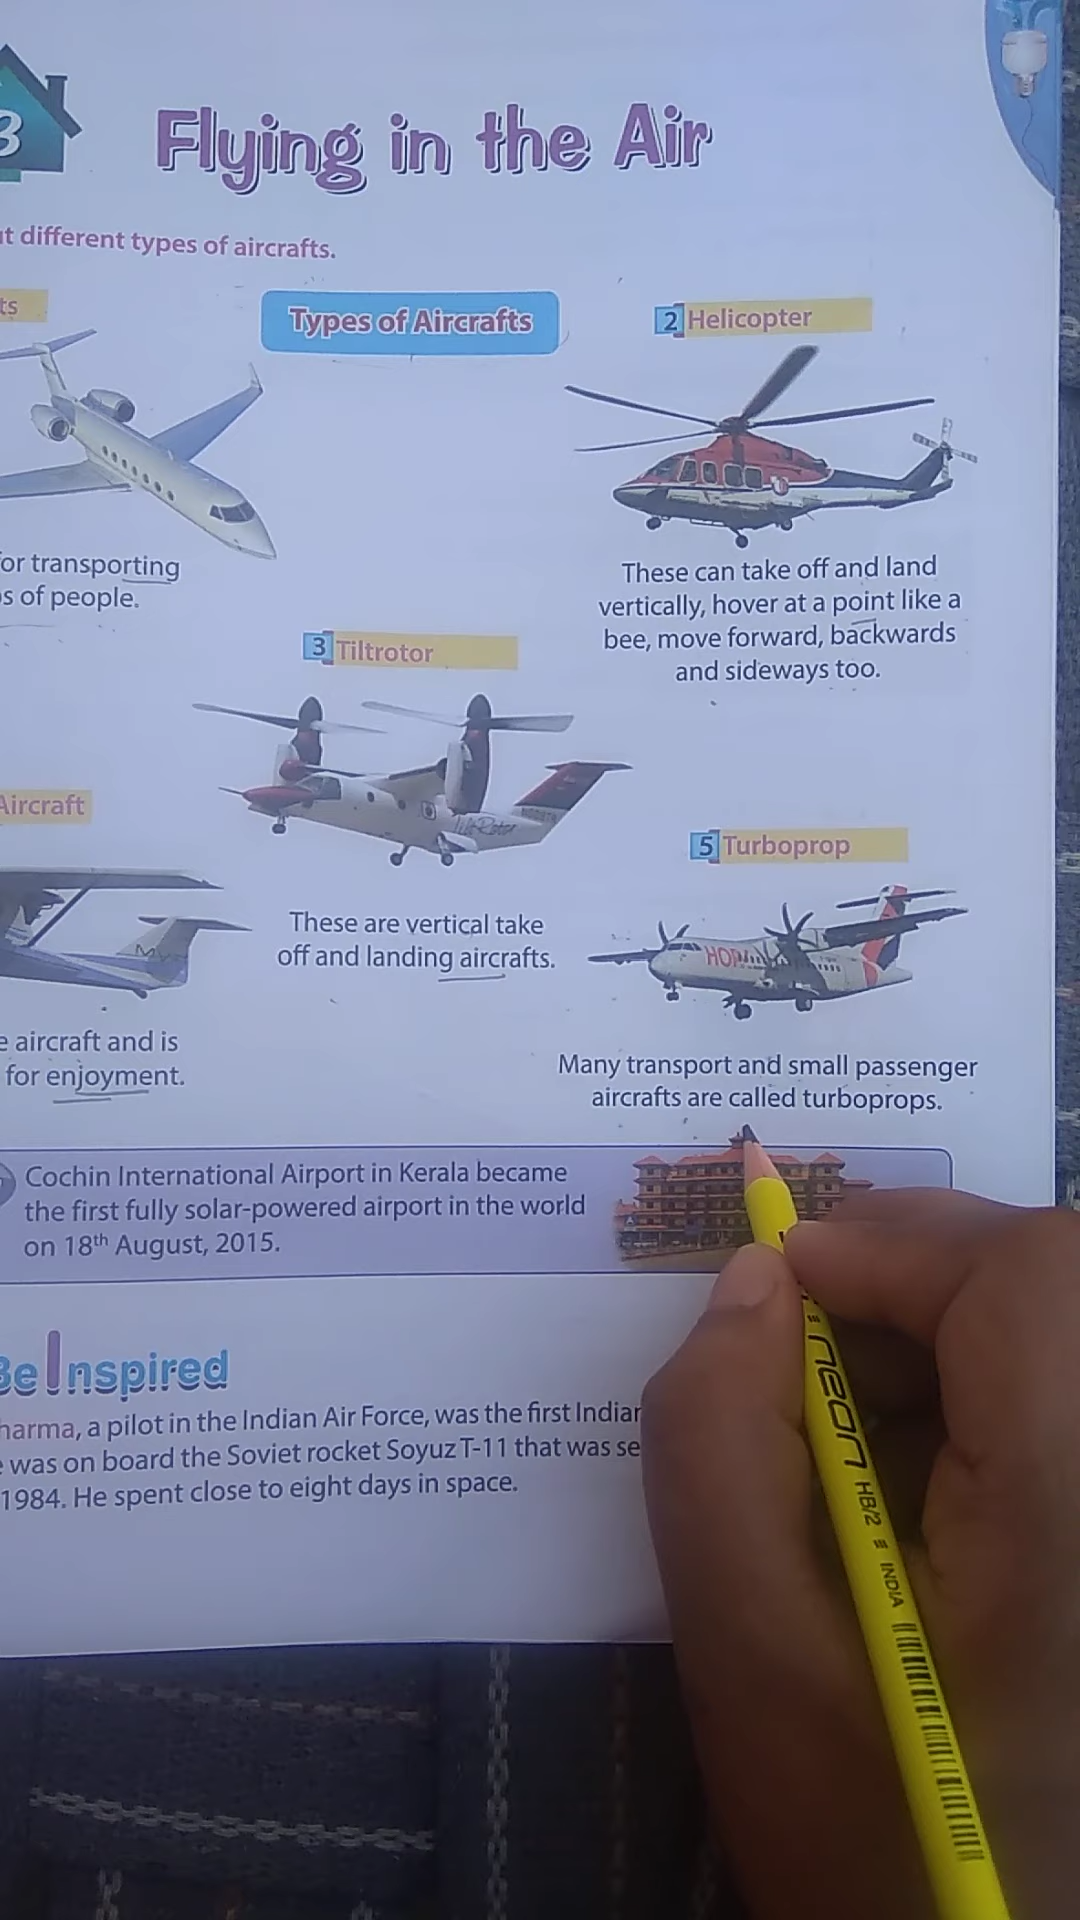 3
Flying in the Air
different types of aircrafts.
Types of Aircrafts
2 Helicopter
transporting
of people.
These can take off and land
vertically, hover at a point like a
bee, move forward, backwards
and sideways too.
3 Tiltrotor
These are vertical take
off and landing aircrafts.
Aircraft
aircraft and is
for enjoyment.
5 Turboprop
HOP!
Many transport and small passenger
aircrafts are called turboprops.
Cochin International Airport in Kerala became
the first fully solar-powered airport in the world
on 18th August, 2015.
Be Inspired
a pilot in the Indian Air Force, was the first
was on board the Soviet rocket Soyuz T-11 that was
1984. He spent close to eight days in space.
neon HB/2 INDIA